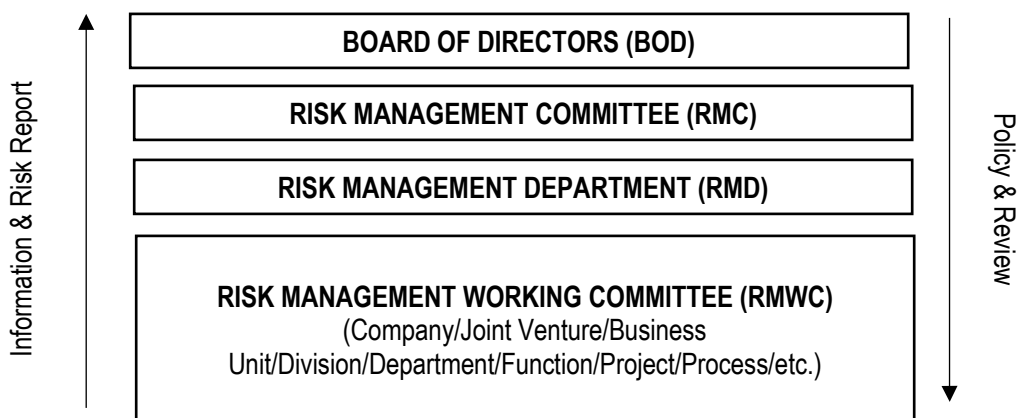 Information & Risk Report
BOARD OF DIRECTORS (BOD)
RISK MANAGEMENT COMMITTEE (RMC)
RISK MANAGEMENT DEPARTMENT (RMD)
RISK MANAGEMENT WORKING COMMITTEE (RMWC)
(Company/Joint Venture/Business
Unit/Division/Department/Function/Project/Process/etc.)
Policy & Review